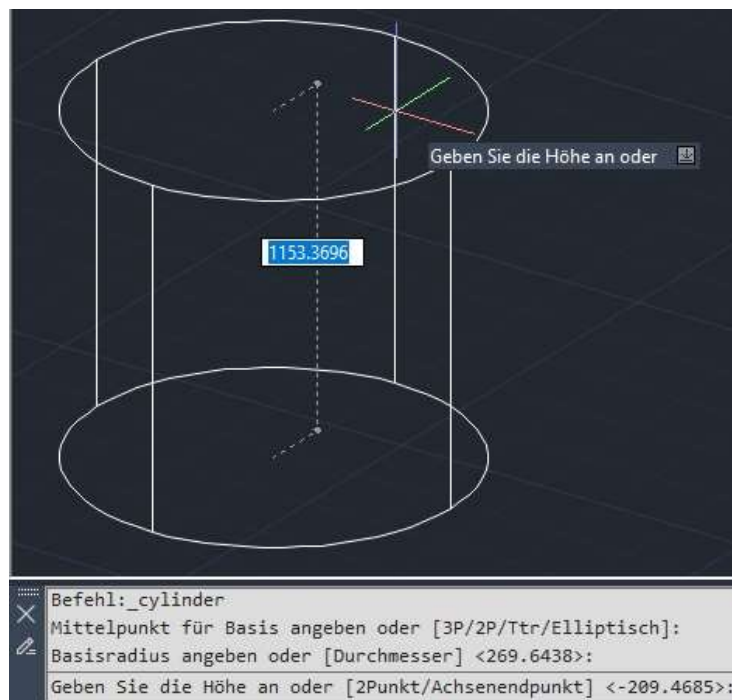 Geben Sie die Höhe an oder
1153.3696
Befehl:_cylinder
Mittelpunkt für Basis angeben oder [3P/2P/Ttr/Elliptisch]:
Basisradius angeben oder [Durchmesser] <269.6438>:
Geben Sie die Höhe an oder [2Punkt/Achsenendpunkt] <-209.4685>: